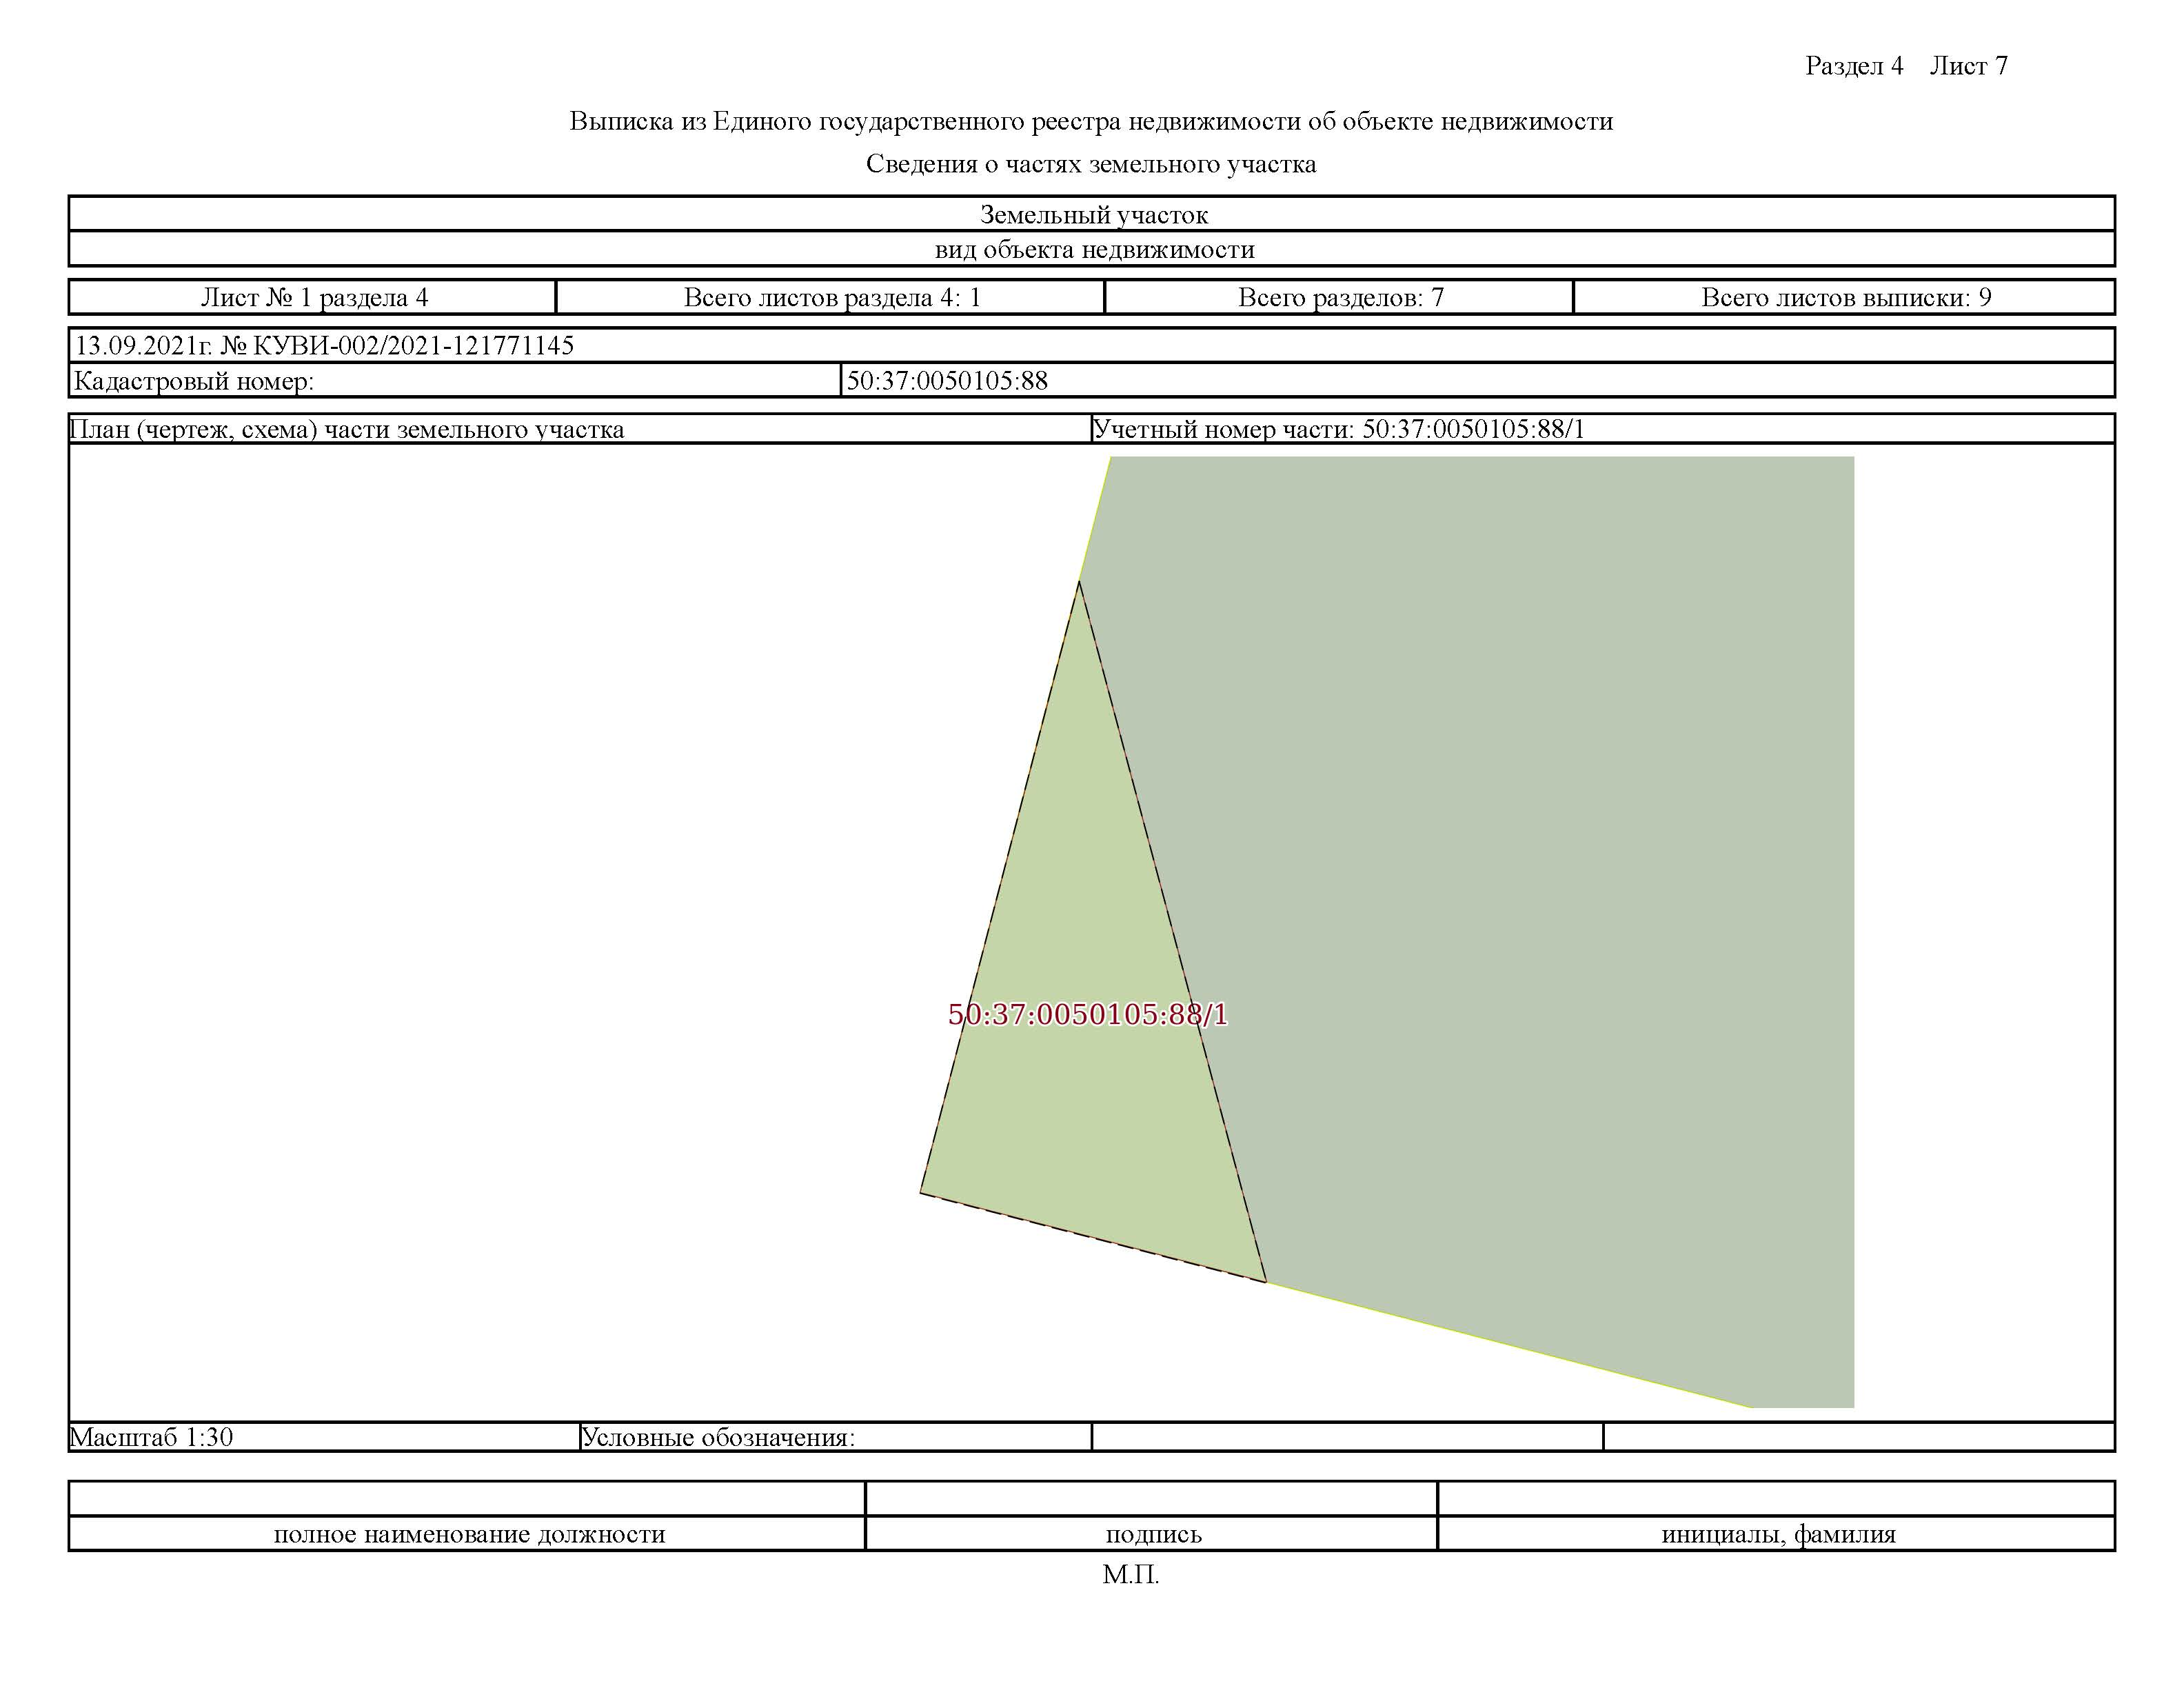 Раздел 4 Лист 7
Выписка из Единого государственного реестра недвижимости об объекте недвижимости
Сведения о частях земельного участка
Земельный участок
вид объекта недвижимости
Лист № 1 раздела 4 Всего листов раздела 4: 1 Всего разделов: 7 Всего листов выписки: 9
13.09.2021г. № КУВИ-002/2021-121771145
Кадастровый номер: 50:37:0050105:88
План (чертеж, схема) части земельного участка Учетный номер части: 50:37:0050105:88/1
50:37:0050105:88/1
Масштаб 1:30 Условные обозначения:
полное наименование должности подпись инициалы, фамилия
М.П.